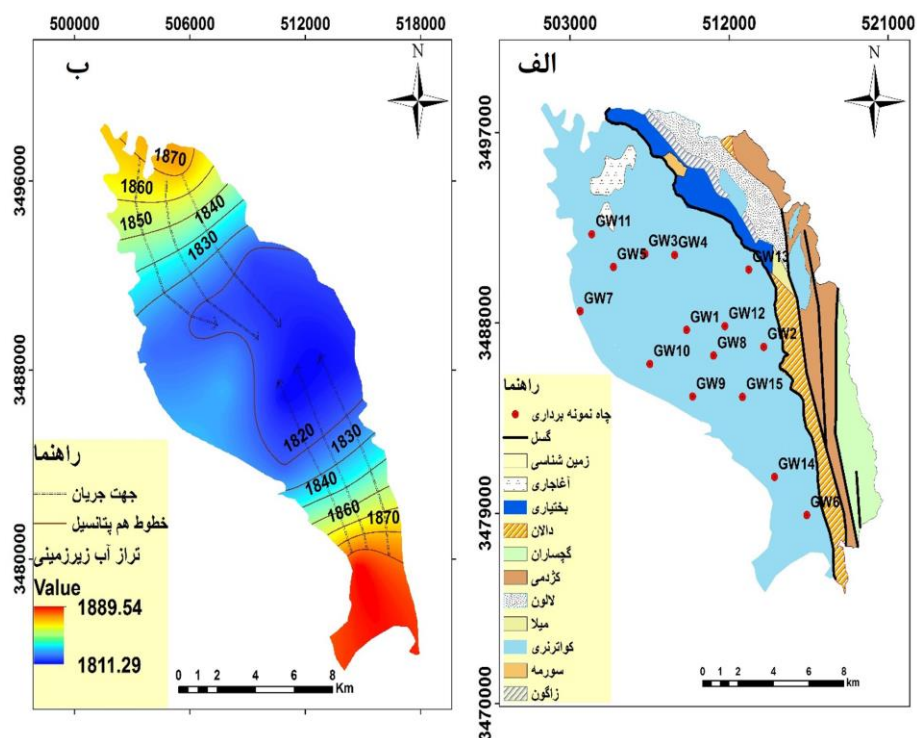 500000 506000 512000 518000
503000 512000 521000
ب
N
الف
N
3496000
3488000
3480000
3497000
3488000
3479000
3470000
1870
1860
1850
1840
1830
1820
1830
1840
1860
1870
GW11
GW3
GW4
GW5
GW13
GW7
GW1
GW12
GW8
GW2
GW10
GW9
GW15
GW14
GW6
راهنما
جهت جریان
خطوط هم پتانسیل
تراز آب زیرزمینی
Value
1889.54
1811.29
0 1 2 4 6 8
Km
راهنما
چاه نمونه برداری
گسل
زمین شناسی
آغاجاری
بختیاری
دالان
گچساران
کژدمی
لالون
میلا
کواترنری
سورمه
زاگون
0 1 2 4 6 8
Km